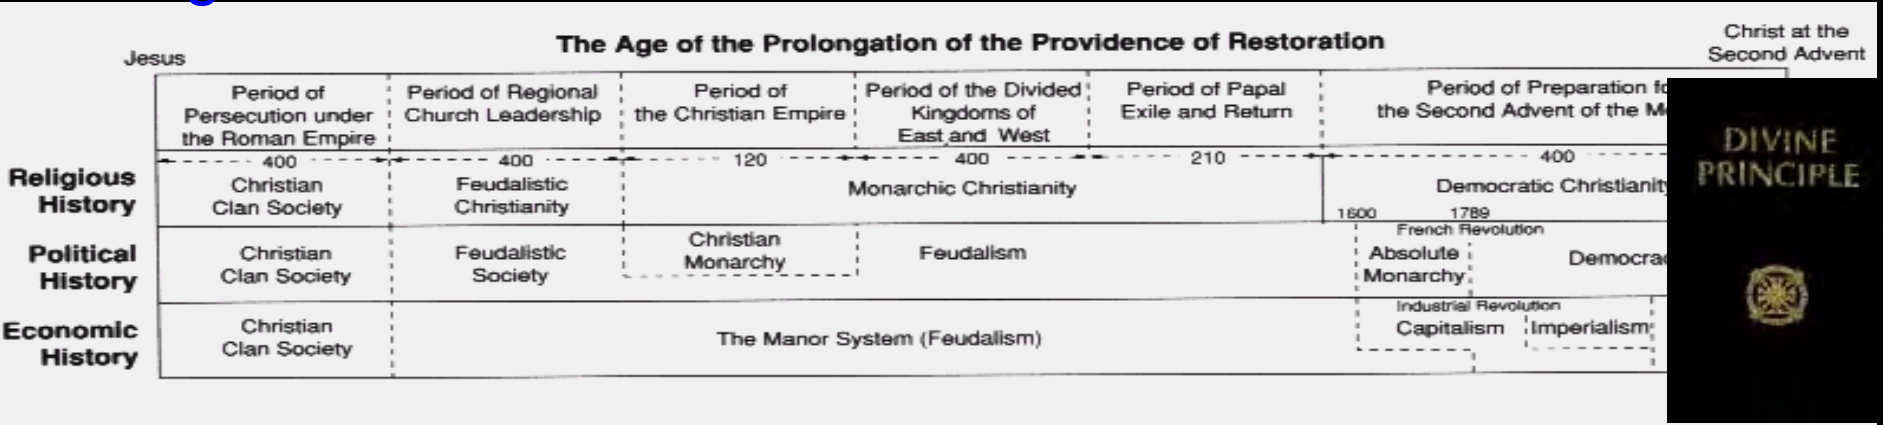 The Age of the Prolongation of the Providence of Restoration
Jesus
Christ at the
Second Advent
Period of
Persecution under
the Roman Empire
Period of Regional
Church Leadership
Period of
the Christian Empire
Period of the Divided
Kingdoms of
East and West
Period of Papal
Exile and Return
Period of Preparation fo
the Second Advent of the M
400
400
120
400
210
400
Religious
History
Christian
Clan Society
Feudalistic
Christianity
Monarchic Christianity
Democratic Christianity
1600
1789
Political
History
Christian
Clan Society
Feudalistic
Society
Christian
Monarchy
Feudalism
French Revolution
Absolute
Monarchy
Democrac
Economic
History
Christian
Clan Society
The Manor System (Feudalism)
Industrial Revolution
Capitalism
Imperialism
DIVINE
PRINCIPLE